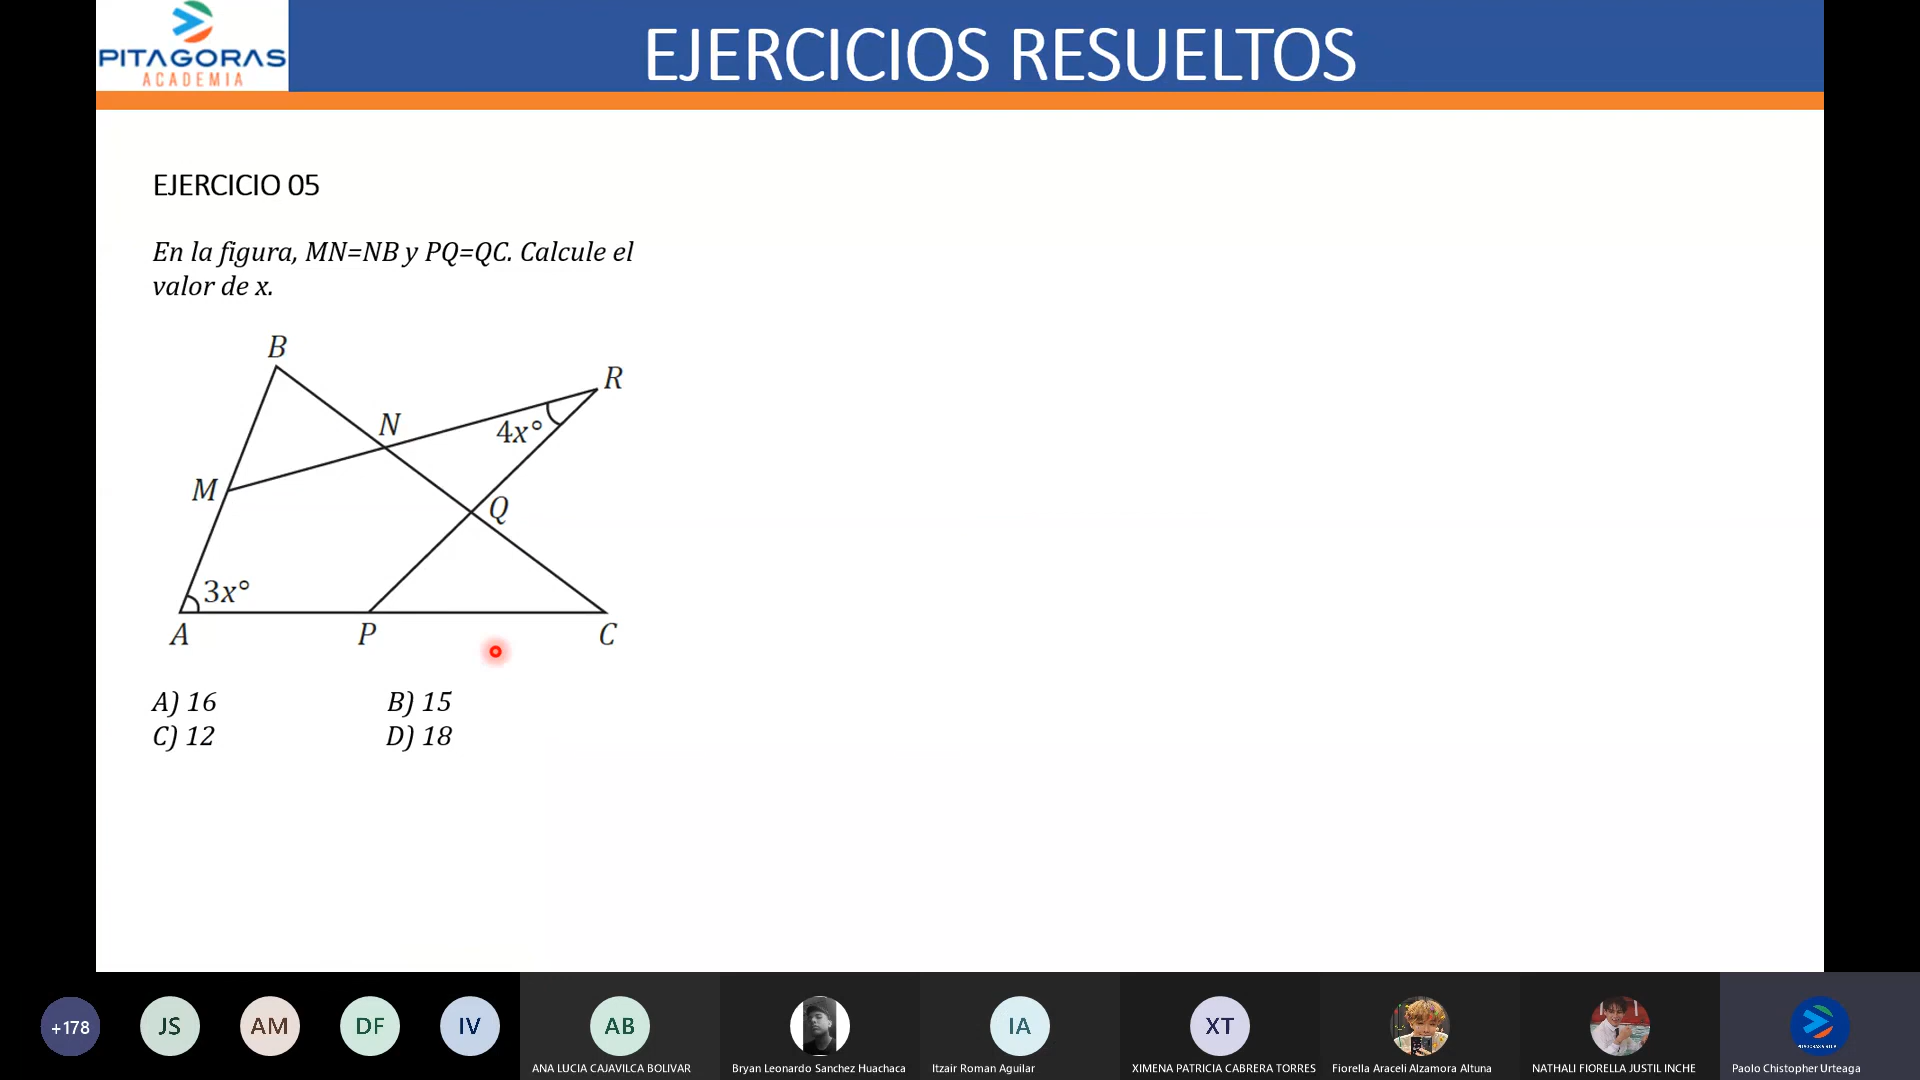 PITAGORAS
ACADEMIA
EJERCICIOS RESUELTOS
EJERCICIO 05
En la figura, MN=NB y PQ=QC. Calcule el
valor de x.
B
R
N
4x°
M
Q
3x°
A
P
C
A) 16 B) 15
C) 12 D) 18
+178
JS
AM
DF
IV
AB
IA
XT
ANA LUCIA CAJAVILCA BOLIVAR
Bryan Leonardo Sanchez Huachaca
Itzair Roman Aguilar
XIMENA PATRICIA CABRERA TORRES
Fiorella Araceli Alzamora Altuna
NATHALI FIORELLA JUSTIL INCHE
Paolo Chistopher Urteaga